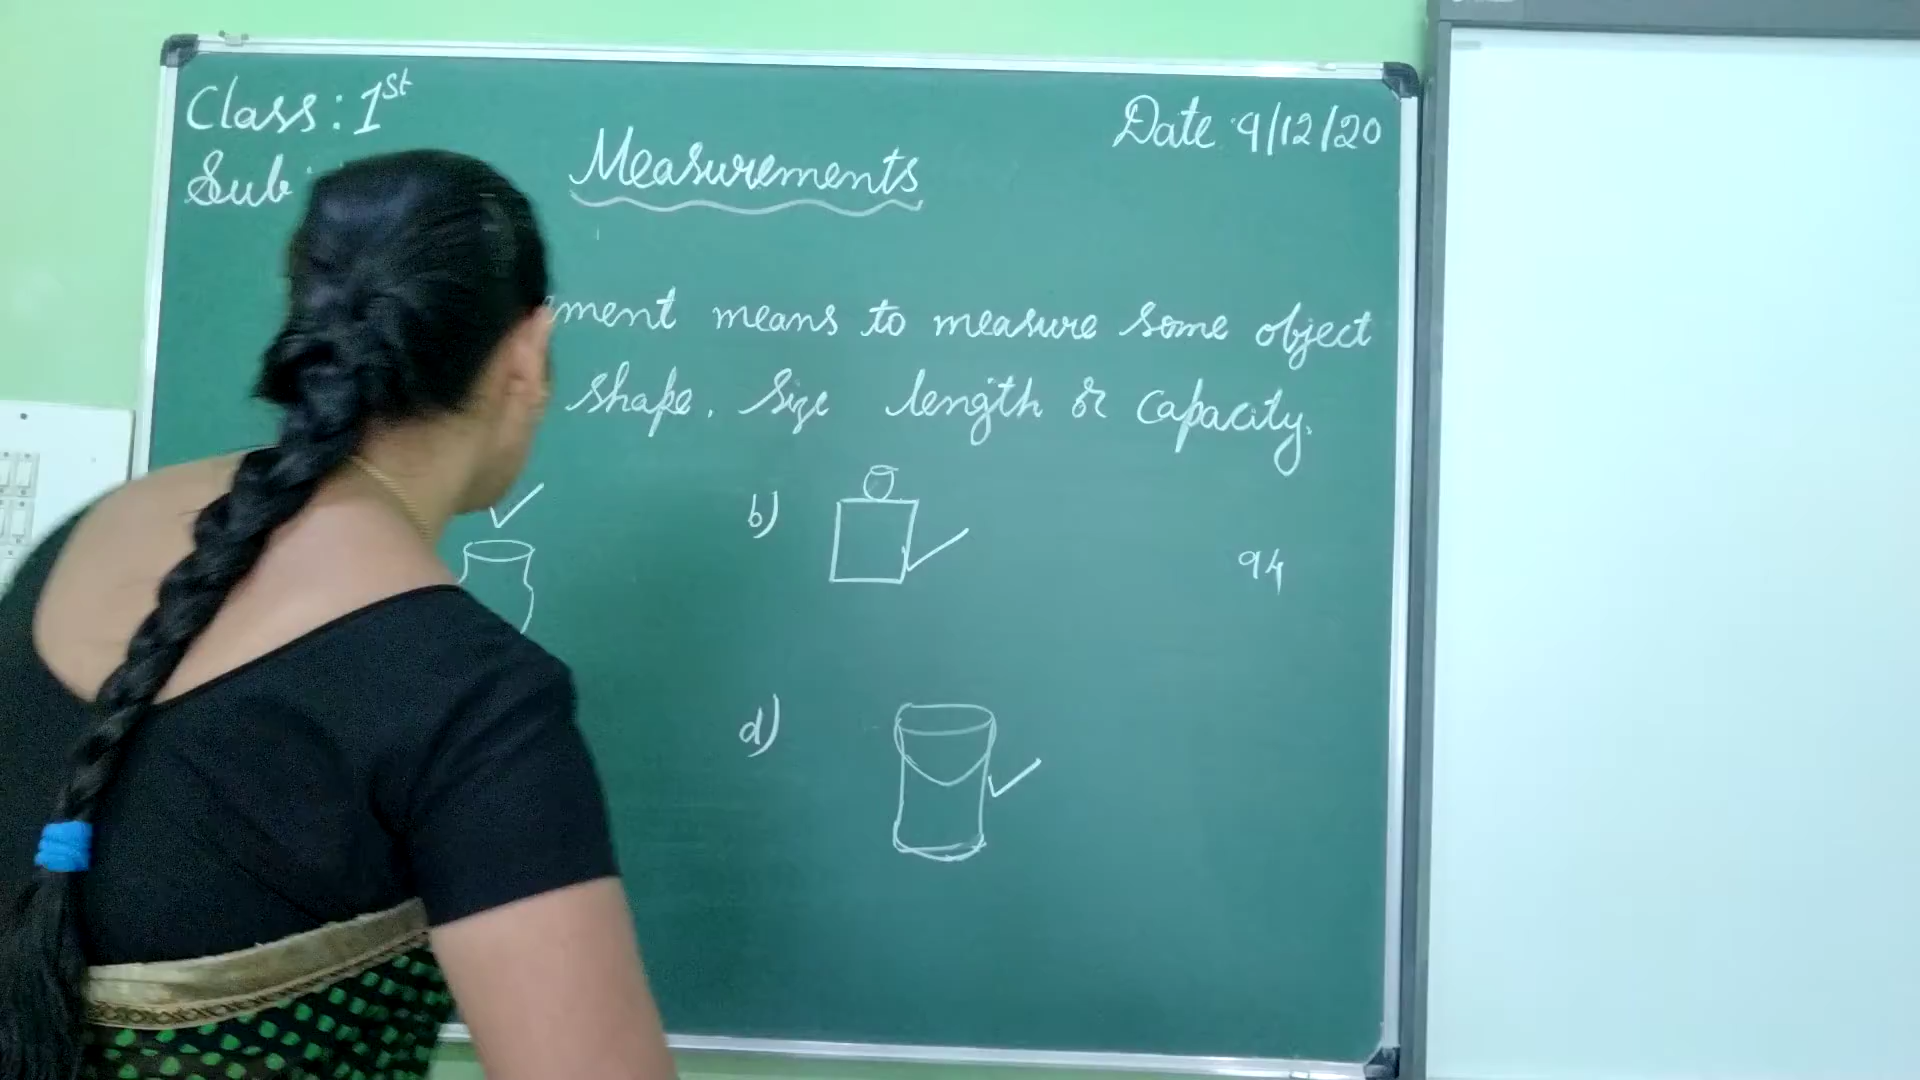 Class: 1st
Date 9/12/20
Sub:
Measurements
ment means to measure some object
shape. Size length or capacity.
b)
94
d)